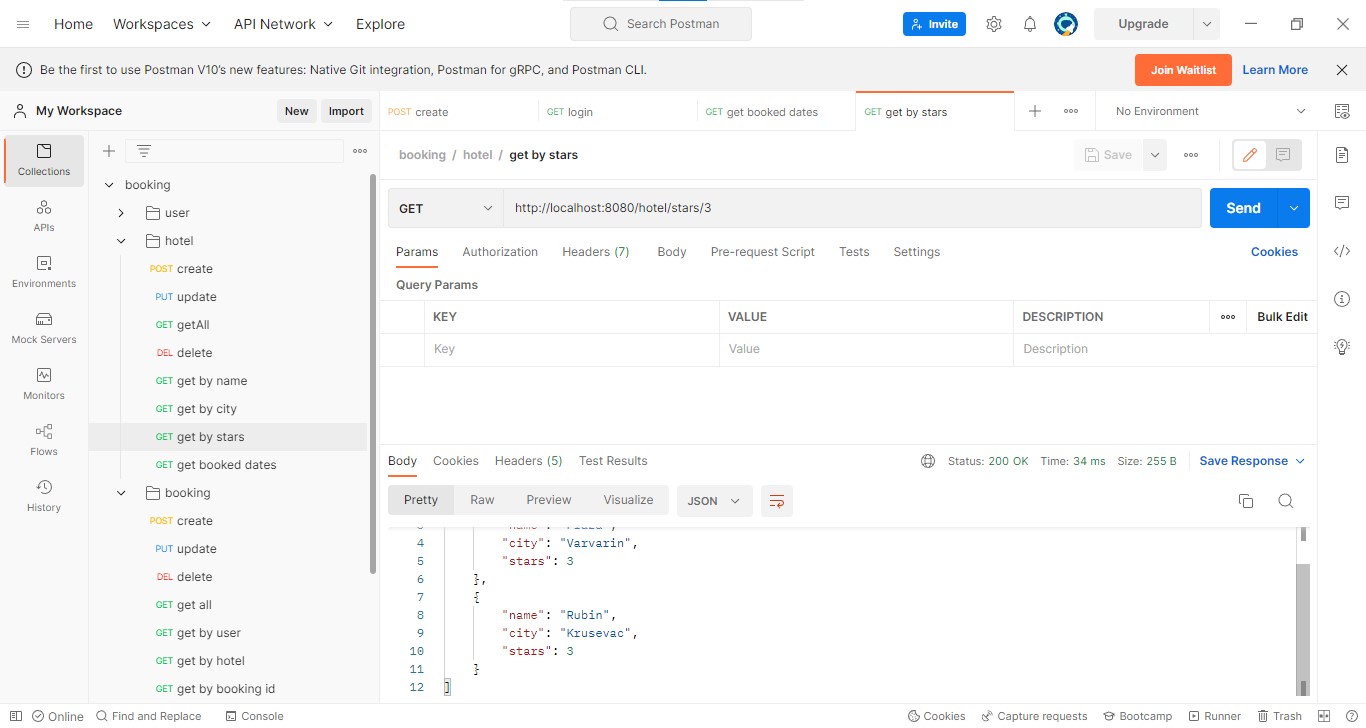 Home Workspaces API Network Explore Search Postman Invite Upgrade
Be the first to use Postman V10's new features: Native Git integration, Postman for gRPC, and Postman CLI. Join Waitlist Learn More
My Workspace New Import POST create GET login GET get booked dates GET get by stars No Environment
Collections
APIs
Environments
Mock Servers
Monitors
Flows
History
booking
user
hotel
POST create
PUT update
GET getAll
DEL delete
GET get by name
GET get by city
GET get by stars
GET get booked dates
booking
POST create
PUT update
DEL delete
GET get all
GET get by user
GET get by hotel
GET get by booking id
booking / hotel / get by stars Save
GET http://localhost:8080/hotel/stars/3 Send
Params Authorization Headers (7) Body Pre-request Script Tests Settings Cookies
Query Params
KEY VALUE DESCRIPTION Bulk Edit
Key Value Description
Body Cookies Headers (5) Test Results Status: 200 OK Time: 34 ms Size: 255 B Save Response
Pretty Raw Preview Visualize JSON
4 "city": "Varvarin",
5 "stars": 3
6 },
7 {
8 "name": "Rubin",
9 "city": "Krusevac",
10 "stars": 3
11 }
12 ]
Online Find and Replace Console Cookies Capture requests Bootcamp Runner Trash